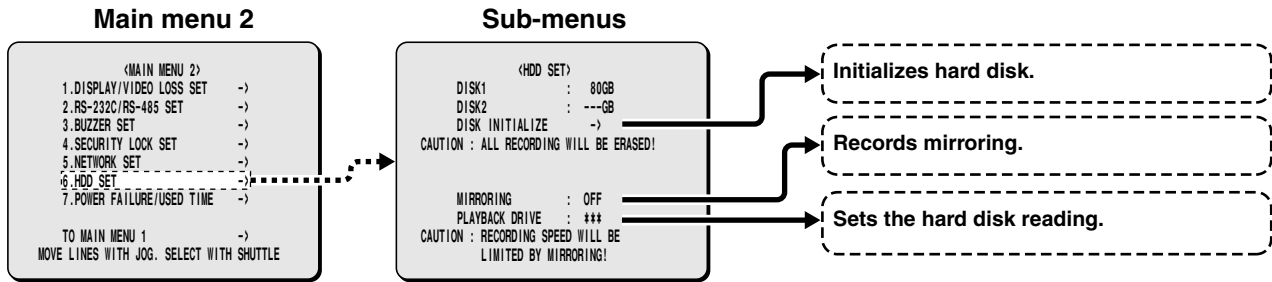 Main menu 2
<MAIN MENU 2>
1.DISPLAY/VIDEO LOSS SET ->
2.RS-232C/RS-485 SET ->
3.BUZZER SET ->
4.SECURITY LOCK SET ->
5.NETWORK SET ->
6.HDD SET ->
7.POWER FAILURE/USED TIME ->
TO MAIN MENU 1 ->
MOVE LINES WITH JOG. SELECT WITH SHUTTLE
Sub-menus
<HDD SET>
DISK1 : 80GB
DISK2 : ---GB
DISK INITIALIZE ->
CAUTION : ALL RECORDING WILL BE ERASED!
MIRRORING : OFF
PLAYBACK DRIVE : ***
CAUTION : RECORDING SPEED WILL BE
LIMITED BY MIRRORING!
Initializes hard disk.
Records mirroring.
Sets the hard disk reading.